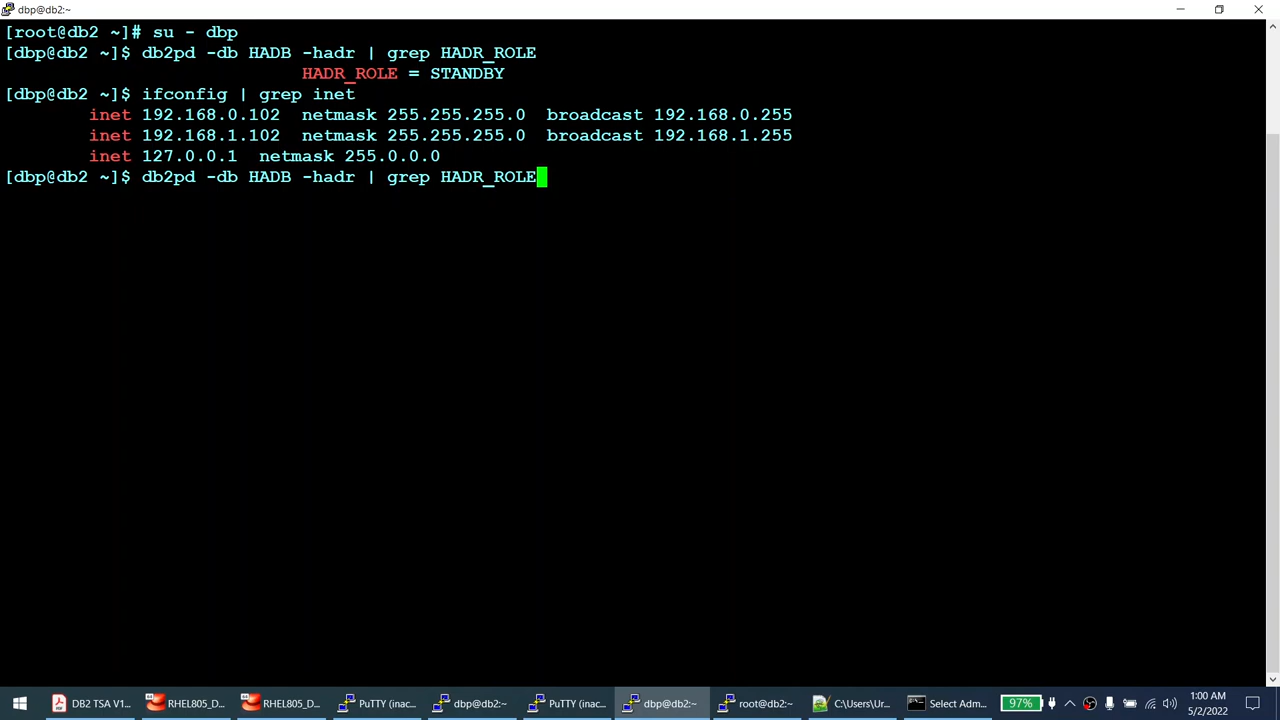 dbp@db2:~
[root@db2 ~]# su - dbp
[dbp@db2 ~]$ db2pd -db HADB -hadr | grep HADR_ROLE
HADR_ROLE = STANDBY
[dbp@db2 ~]$ ifconfig | grep inet
inet 192.168.0.102  netmask 255.255.255.0  broadcast 192.168.0.255
inet 192.168.1.102  netmask 255.255.255.0  broadcast 192.168.1.255
inet 127.0.0.1  netmask 255.0.0.0
[dbp@db2 ~]$ db2pd -db HADB -hadr | grep HADR_ROLE
DB2 TSA V1... RHEL805_D... RHEL805_D... PuTTY (inac... dbp@db2:~ PuTTY (inac... dbp@db2:~ root@db2:~ C:\Users\Ur... Select Adm... 97% 1:00 AM
5/2/2022